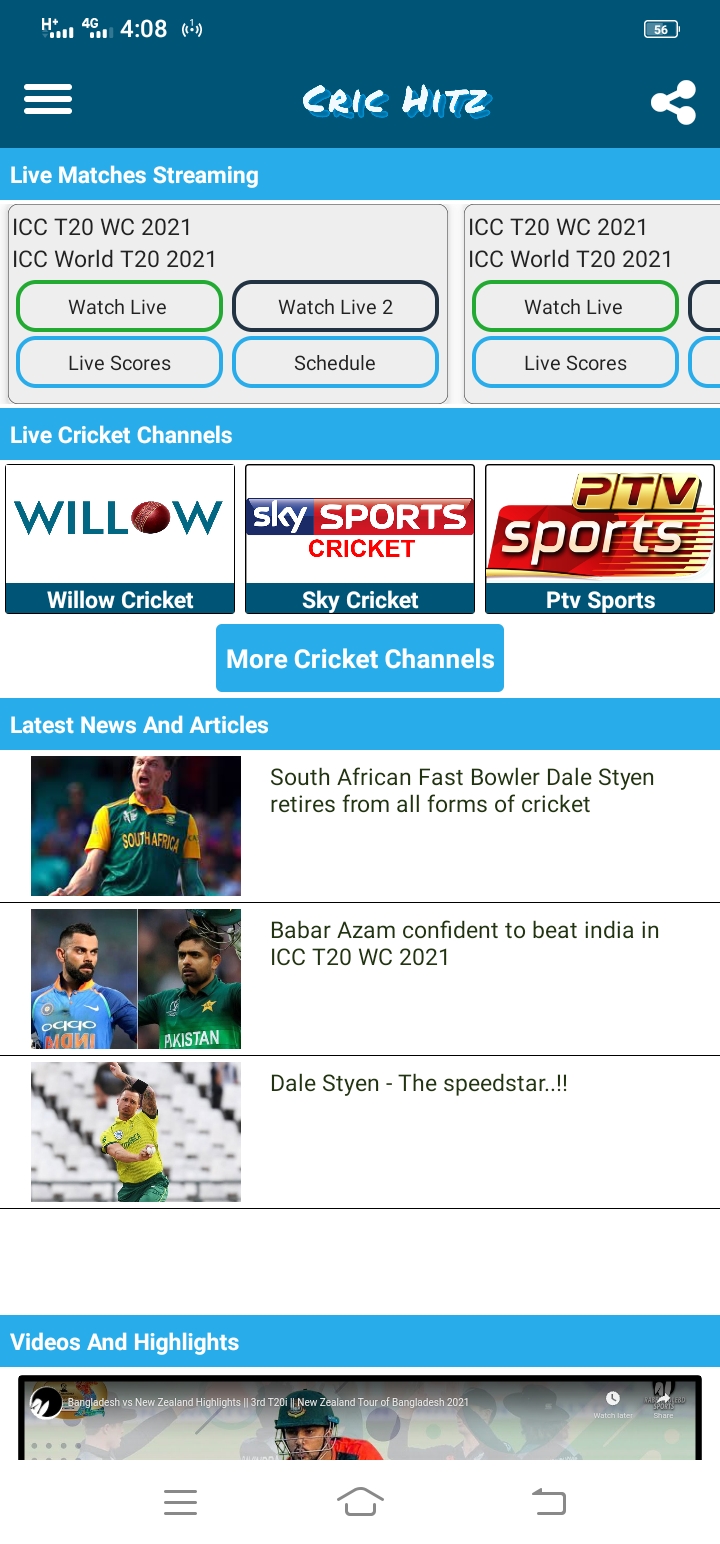 H+ 4G 4:08 1 56
Cric Hitz
Live Matches Streaming
ICC T20 WC 2021
ICC World T20 2021
Watch Live Watch Live 2
Live Scores Schedule
ICC T20 WC 2021
ICC World T20 2021
Watch Live
Live Scores
Live Cricket Channels
WILLOW
Willow Cricket
sky SPORTS
CRICKET
Sky Cricket
PTV
sports
Ptv Sports
More Cricket Channels
Latest News And Articles
SOUTH AFRICA
South African Fast Bowler Dale Styen
retires from all forms of cricket
oppo
PAKISTAN
Babar Azam confident to beat india in
ICC T20 WC 2021
Dale Styen - The speedstar..!!
Videos And Highlights
Bangladesh vs New Zealand Highlights || 3rd T20i || New Zealand Tour of Bangladesh 2021
Watch later Share
SPORTS